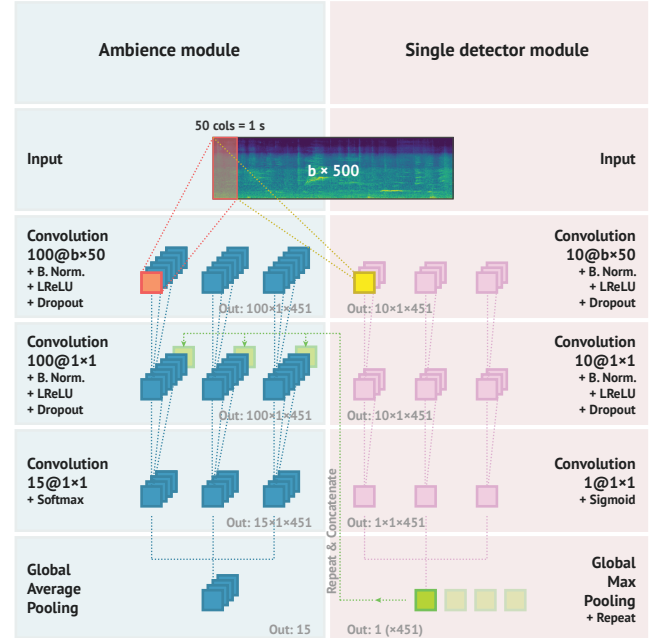 Ambience module
Single detector module
50 cols = 1 s
Input
b × 500
Input
Convolution
100@b×50
+ B. Norm.
+ LReLU
+ Dropout
Out: 100×1×451
Convolution
10@b×50
+ B. Norm.
+ LReLU
+ Dropout
Out: 10×1×451
Convolution
100@1×1
+ B. Norm.
+ LReLU
+ Dropout
Out: 100×1×451
Convolution
10@1×1
+ B. Norm.
+ LReLU
+ Dropout
Out: 10×1×451
Convolution
15@1×1
+ Softmax
Out: 15×1×451
Convolution
1@1×1
+ Sigmoid
Out: 1×1×451
Repeat & Concatenate
Global
Average
Pooling
Out: 15
Global
Max
Pooling
+ Repeat
Out: 1 (×451)